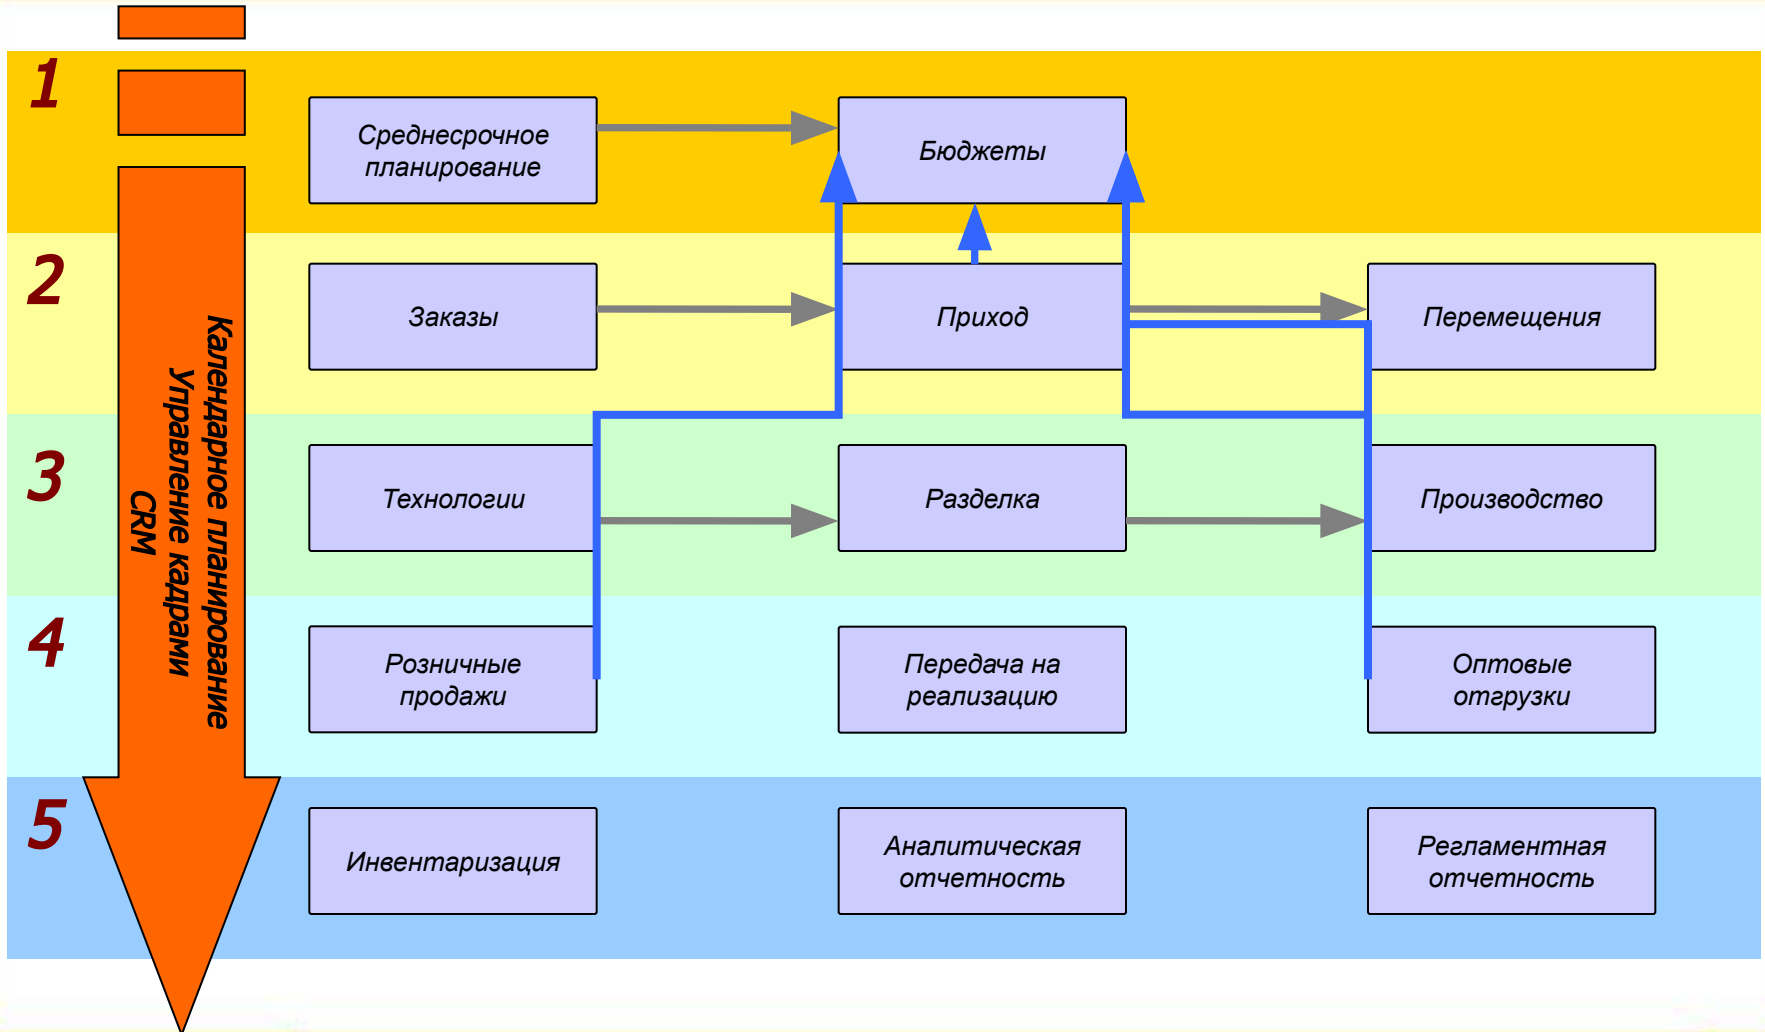 1
Среднесрочное
планирование
Бюджеты
2
Заказы
Приход
Перемещения
Календарное планирование
Управление кадрами
CRM
3
Технологии
Разделка
Производство
4
Розничные
продажи
Передача на
реализацию
Оптовые
отгрузки
5
Инвентаризация
Аналитическая
отчетность
Регламентная
отчетность